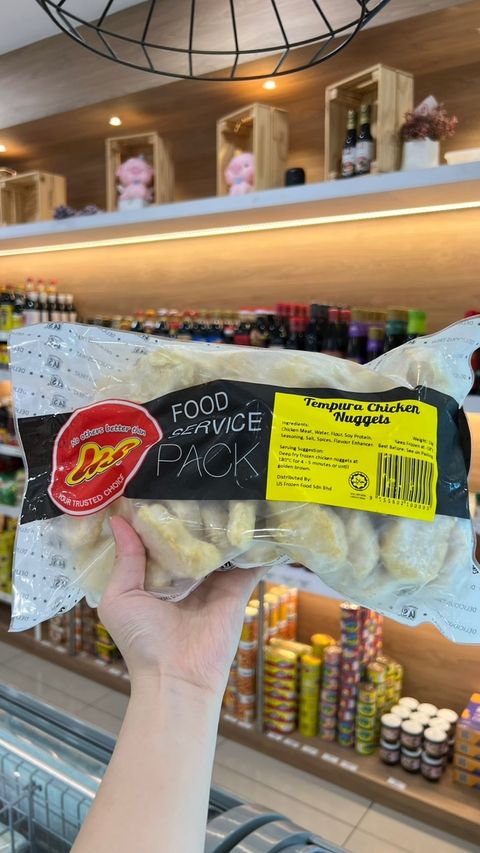 No others better than
YOUR TRUSTED CHOICE
FOOD
SERVICE
PACK
Tempura Chicken
Nuggets
Ingredients:
Chicken Meat, Water, Flour, Soy Protein,
Seasoning, Salt, Spices, Flavour Enhancer.
Serving Suggestion:
Deep fry frozen chicken nuggets at
180°C for 4 - 5 minutes or until
golden brown.
Distributed By:
US Frozen Food Sdn Bhd
Weight: 1kg
Keep Frozen at -18°C
Best Before: See on Packing